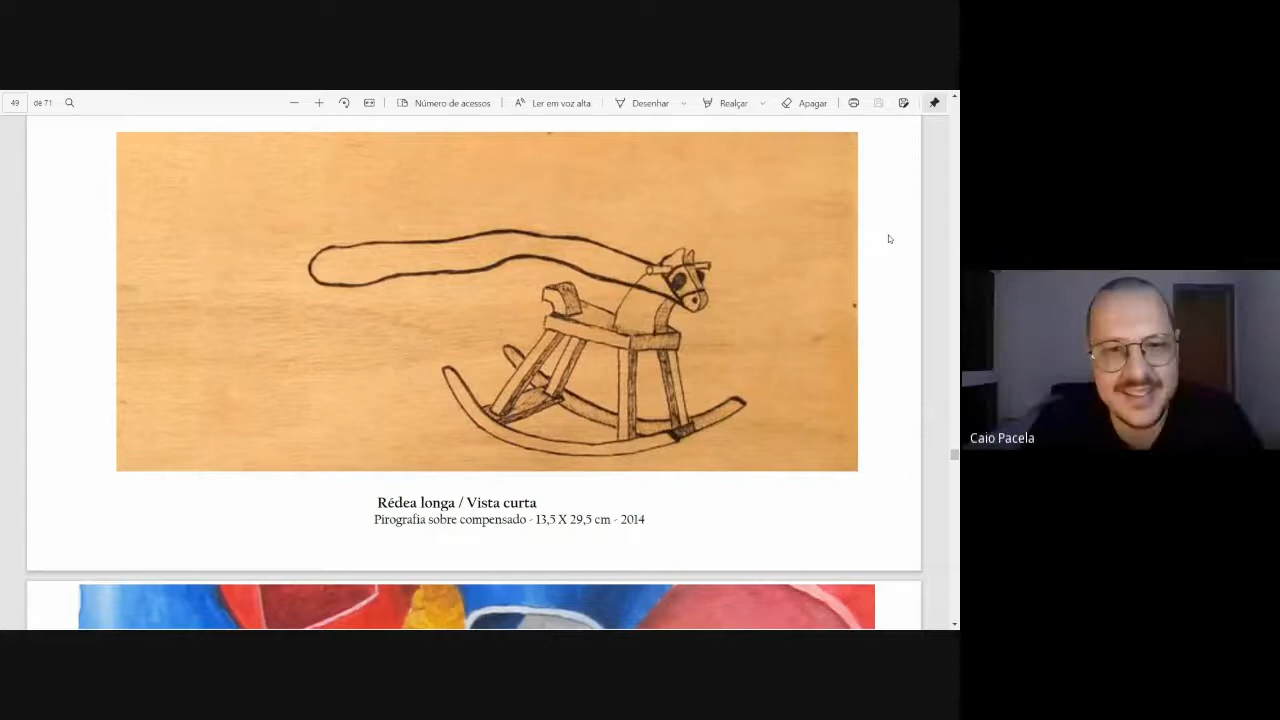 49 de 71 Número de acessos Ler em voz alta Desenhar Realçar Apagar
Caio Pacela
Rédea longa / Vista curta
Pirografia sobre compensado - 13,5 X 29,5 cm - 2014